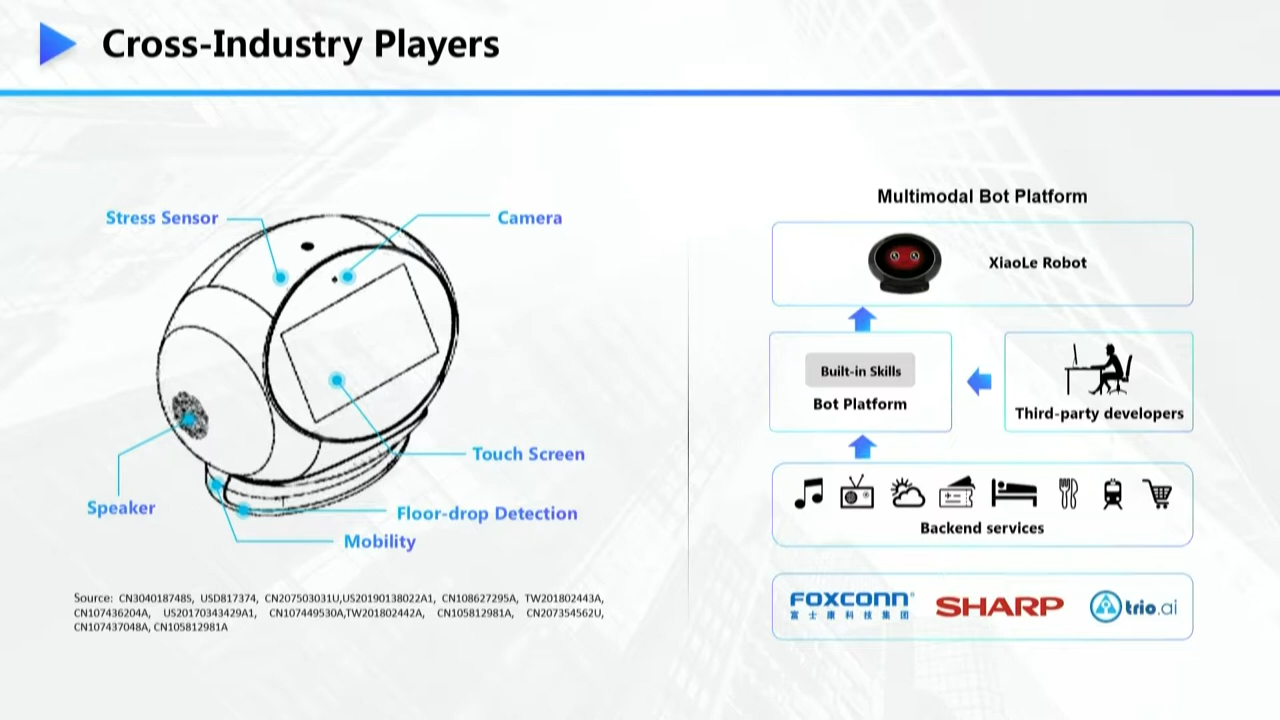 Cross-Industry Players
Stress Sensor
Camera
Touch Screen
Speaker
Floor-drop Detection
Mobility
Source: CN304018748S, USD817374, CN207503031U,US20190138022A1, CN108627295A, TW201802443A,
CN107436204A, US20170343429A1, CN107449530A,TW201802442A, CN105812981A, CN207354562U,
CN107437048A, CN105812981A
Multimodal Bot Platform
XiaoLe Robot
Built-in Skills
Bot Platform
Third-party developers
Backend services
FOXCONN®
富士康科技集团
SHARP
trio.ai